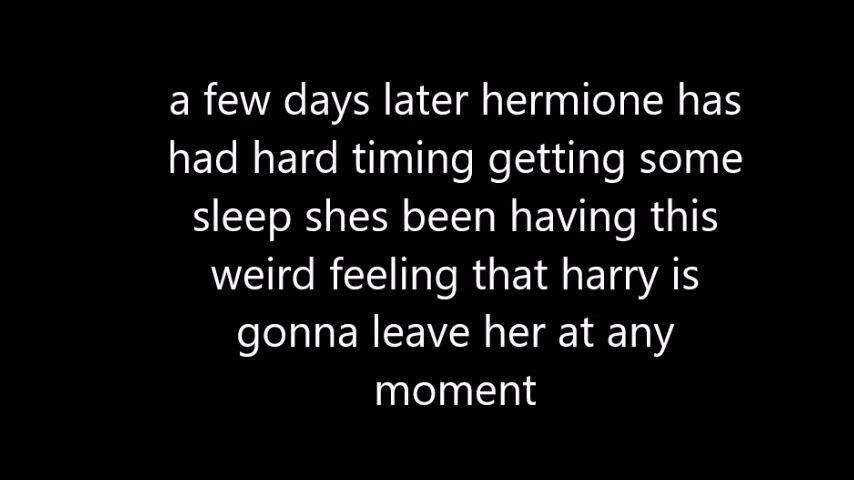 a few days later hermione has
had hard timing getting some
sleep shes been having this
weird feeling that harry is
gonna leave her at any
moment